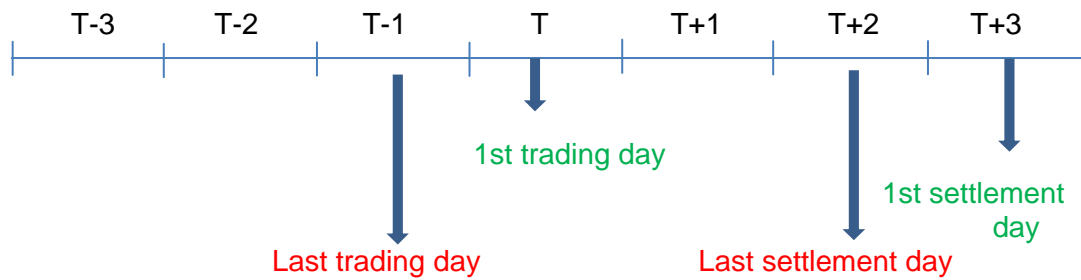 T-3 T-2 T-1 T T+1 T+2 T+3
1st trading day
1st settlement
day
Last trading day Last settlement day